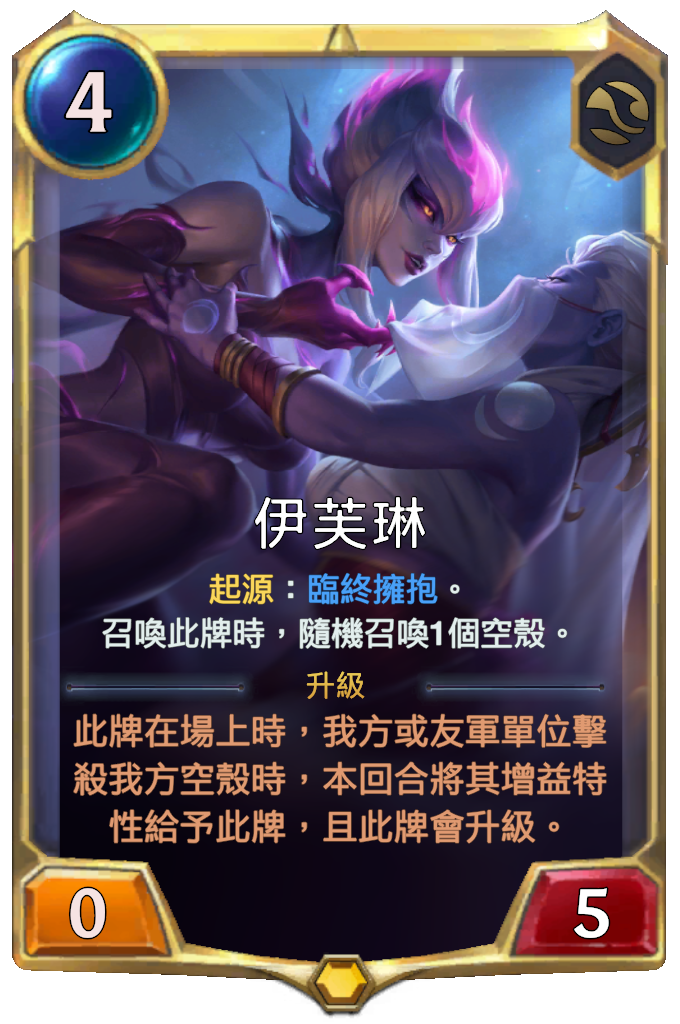 4
伊芙琳
起源：臨終擁抱。
召喚此牌時，隨機召喚1個空殼。
升級
此牌在場上時，我方或友軍單位擊
殺我方空殼時，本回合將其增益特
性給予此牌，且此牌會升級。
0
5